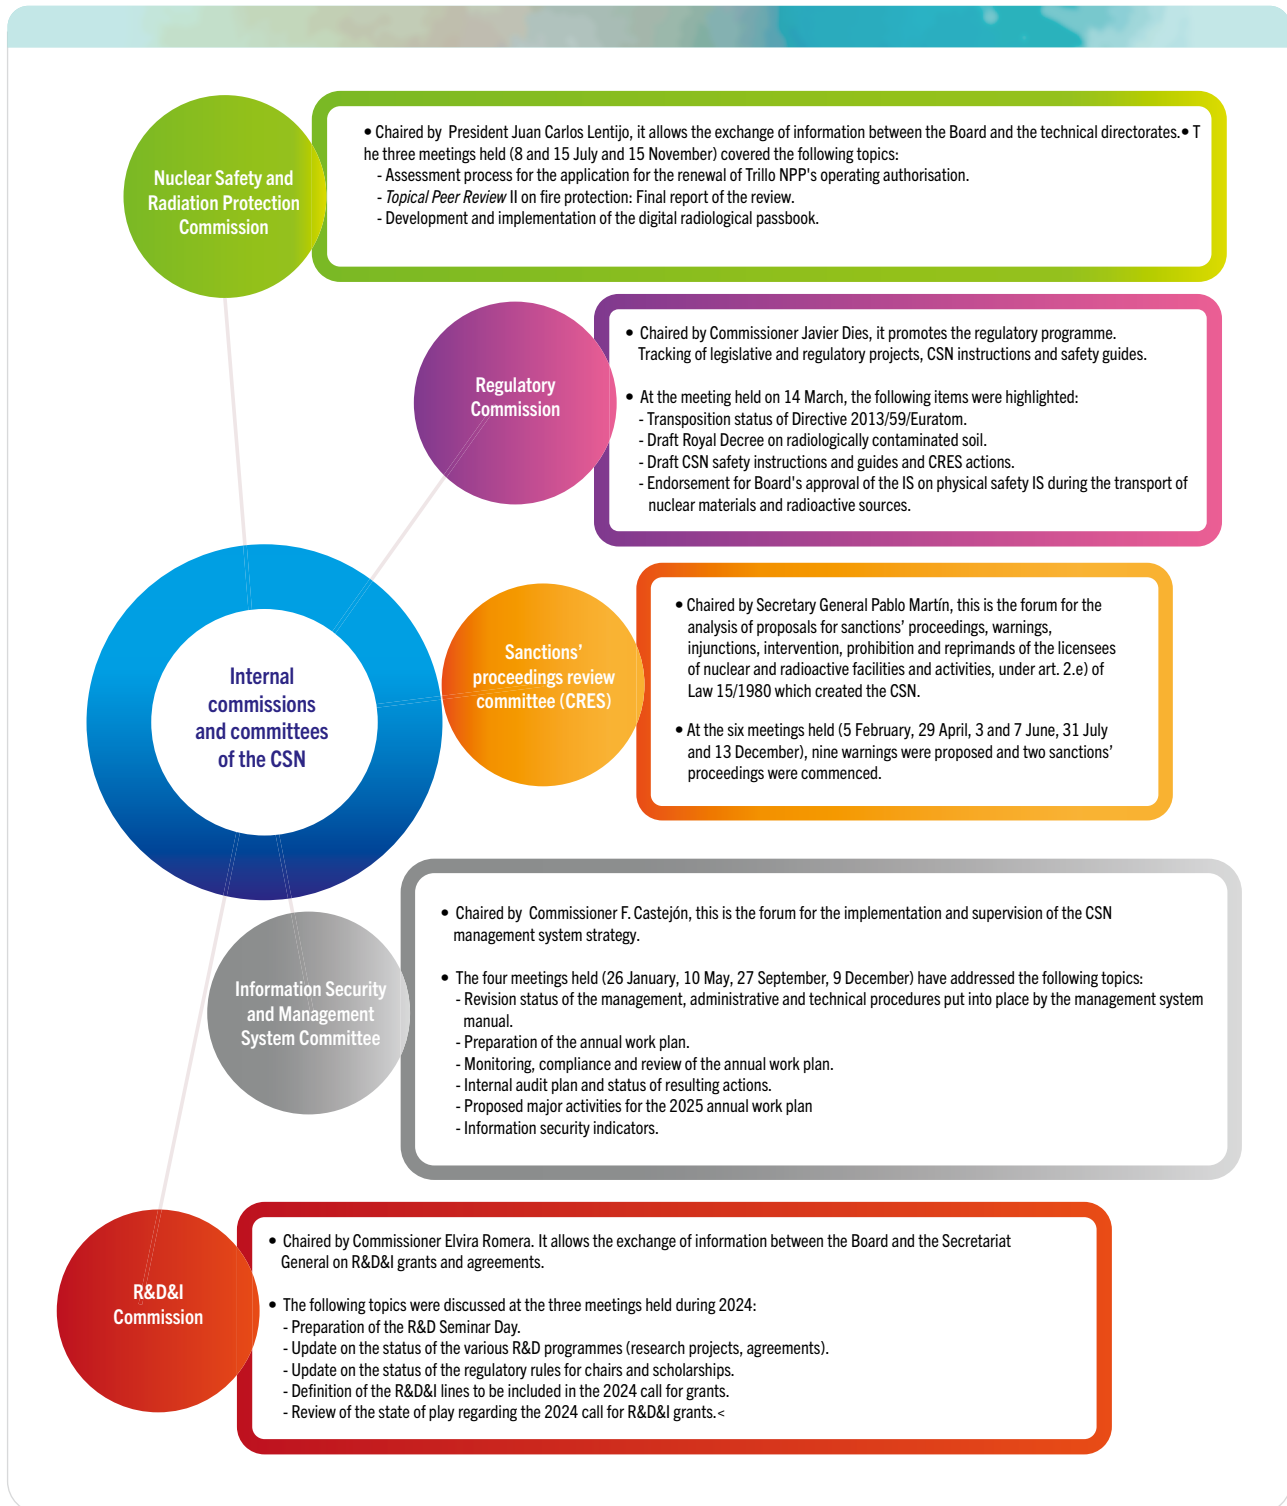 Nuclear Safety and
Radiation Protection
Commission
• Chaired by President Juan Carlos Lentijo, it allows the exchange of information between the Board and the technical directorates.• T
he three meetings held (8 and 15 July and 15 November) covered the following topics:
- Assessment process for the application for the renewal of Trillo NPP's operating authorisation.
- Topical Peer Review II on fire protection: Final report of the review.
- Development and implementation of the digital radiological passbook.
Regulatory
Commission
• Chaired by Commissioner Javier Dies, it promotes the regulatory programme.
Tracking of legislative and regulatory projects, CSN instructions and safety guides.
• At the meeting held on 14 March, the following items were highlighted:
- Transposition status of Directive 2013/59/Euratom.
- Draft Royal Decree on radiologically contaminated soil.
- Draft CSN safety instructions and guides and CRES actions.
- Endorsement for Board's approval of the IS on physical safety IS during the transport of
nuclear materials and radioactive sources.
Internal
commissions
and committees
of the CSN
Sanctions’
proceedings review
committee (CRES)
• Chaired by Secretary General Pablo Martín, this is the forum for the
analysis of proposals for sanctions’ proceedings, warnings,
injunctions, intervention, prohibition and reprimands of the licensees
of nuclear and radioactive facilities and activities, under art. 2.e) of
Law 15/1980 which created the CSN.
• At the six meetings held (5 February, 29 April, 3 and 7 June, 31 July
and 13 December), nine warnings were proposed and two sanctions’
proceedings were commenced.
Information Security
and Management
System Committee
• Chaired by Commissioner F. Castejón, this is the forum for the implementation and supervision of the CSN
management system strategy.
• The four meetings held (26 January, 10 May, 27 September, 9 December) have addressed the following topics:
- Revision status of the management, administrative and technical procedures put into place by the management system
manual.
- Preparation of the annual work plan.
- Monitoring, compliance and review of the annual work plan.
- Internal audit plan and status of resulting actions.
- Proposed major activities for the 2025 annual work plan
- Information security indicators.
R&D&I
Commission
• Chaired by Commissioner Elvira Romera. It allows the exchange of information between the Board and the Secretariat
General on R&D&I grants and agreements.
• The following topics were discussed at the three meetings held during 2024:
- Preparation of the R&D Seminar Day.
- Update on the status of the various R&D programmes (research projects, agreements).
- Update on the status of the regulatory rules for chairs and scholarships.
- Definition of the R&D&I lines to be included in the 2024 call for grants.
- Review of the state of play regarding the 2024 call for R&D&I grants.<